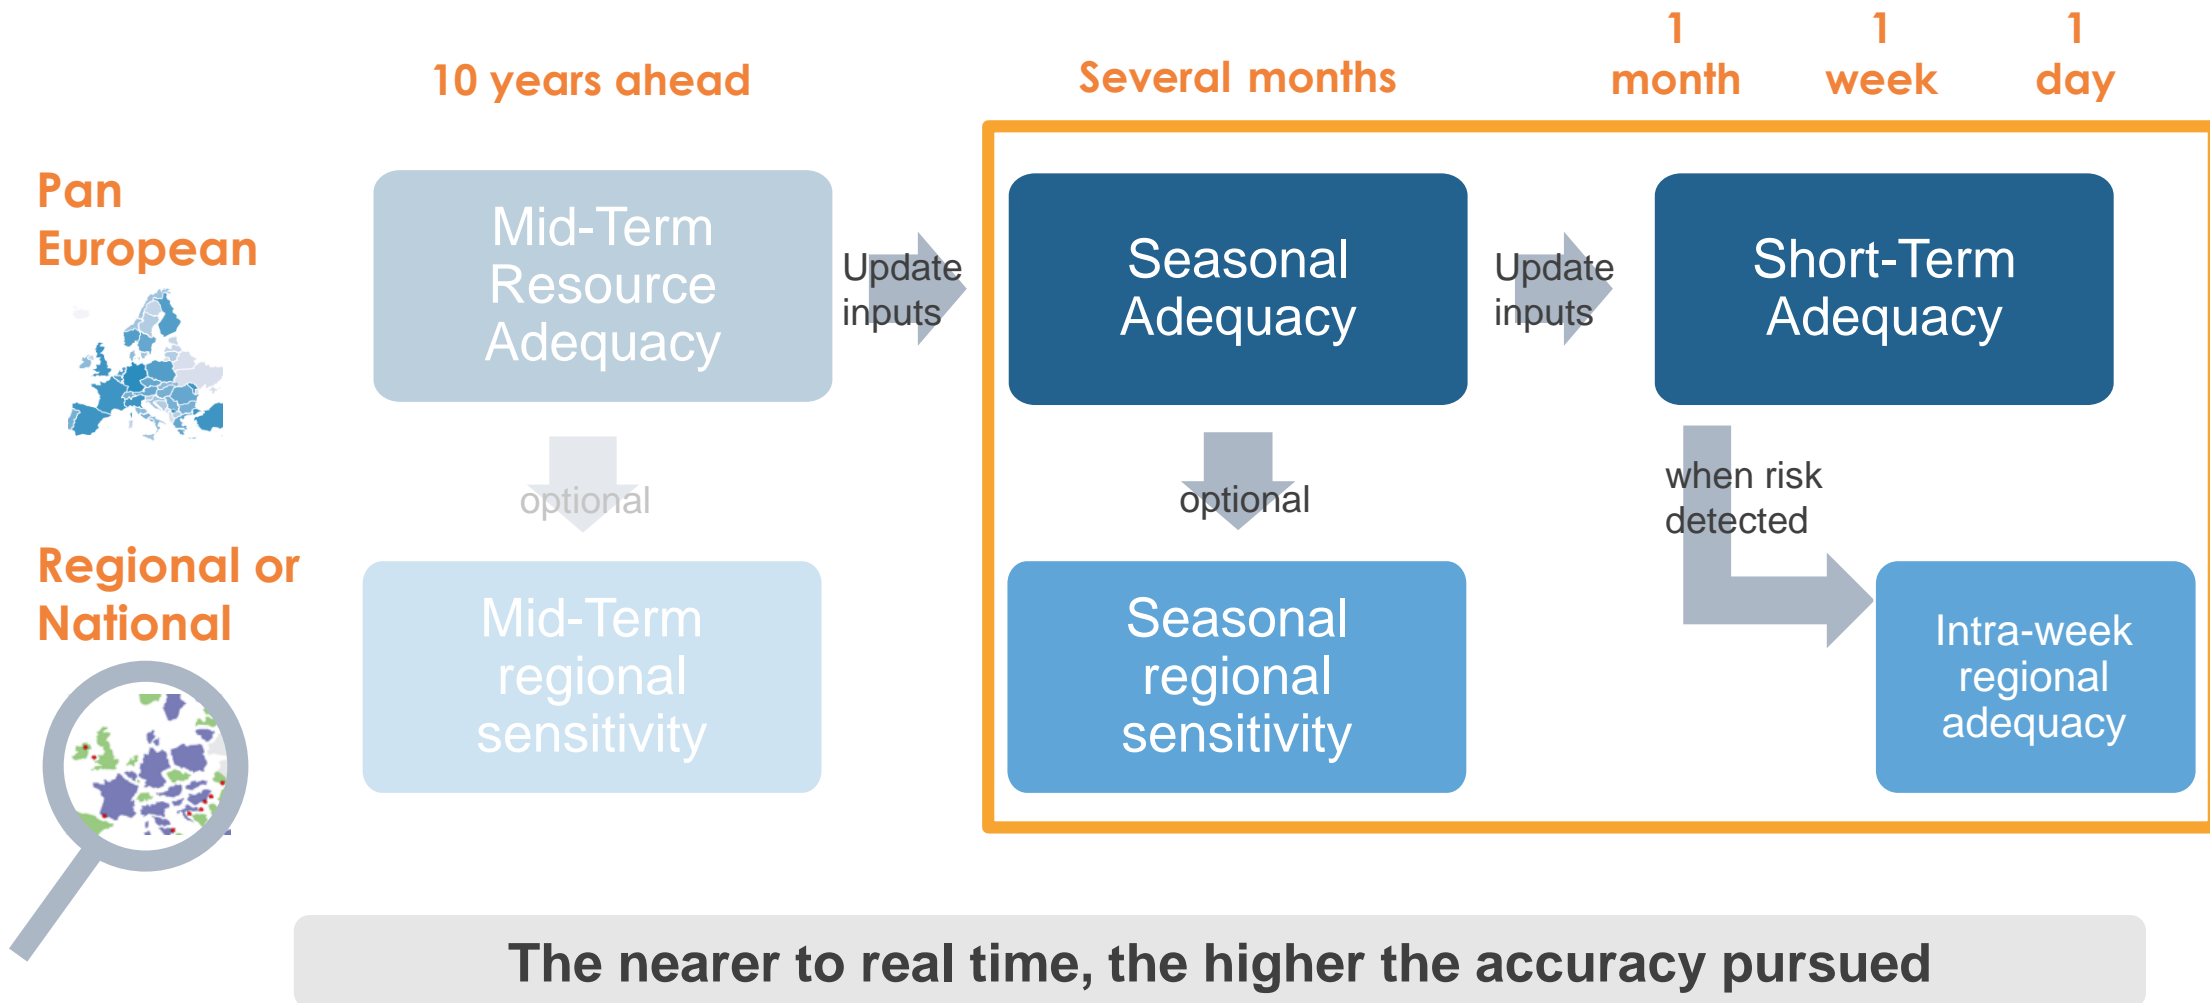 10 years ahead
Several months
1
month
1
week
1
day
Pan
European
Mid-Term
Resource
Adequacy
Update
inputs
Seasonal
Adequacy
Update
inputs
Short-Term
Adequacy
optional
optional
when risk
detected
Regional or
National
Mid-Term
regional
sensitivity
Seasonal
regional
sensitivity
Intra-week
regional
adequacy
The nearer to real time, the higher the accuracy pursued